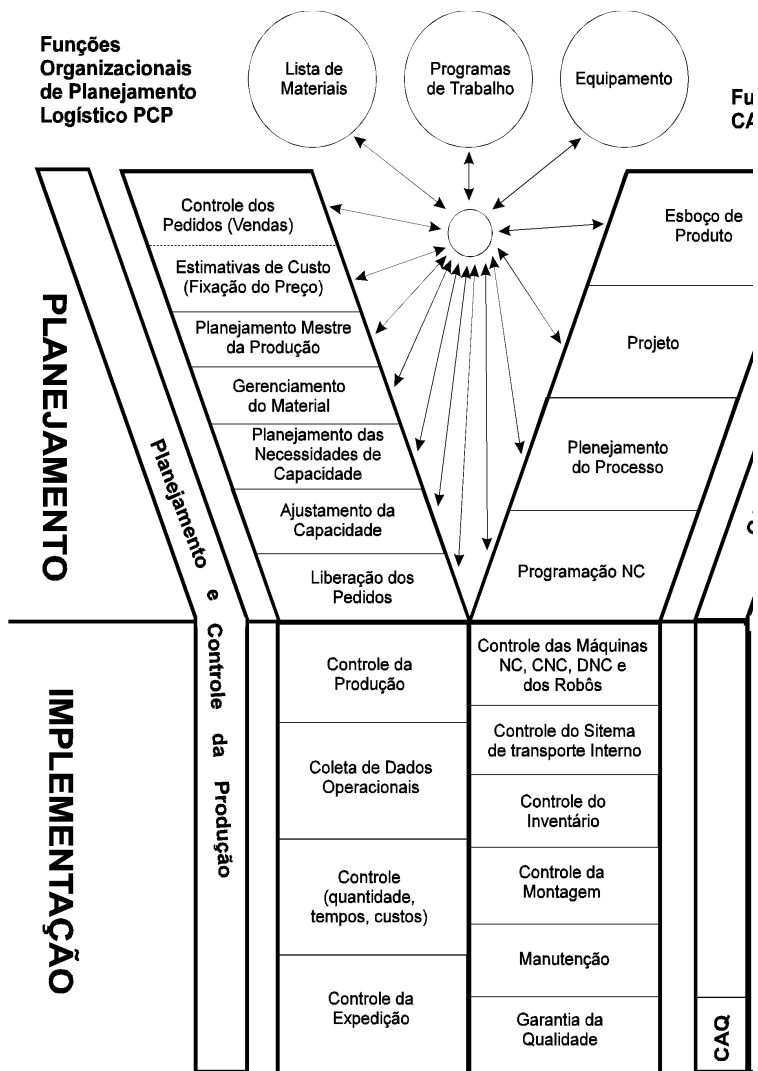 Funções
Organizacionais
de Planejamento
Logístico PCP
Lista de
Materiais
Programas
de Trabalho
Equipamento
Fu
CA
Controle dos
Pedidos (Vendas)
Estimativas de Custo
(Fixação do Preço)
Planejamento Mestre
da Produção
Gerenciamento
do Material
Planejamento das
Necessidades de
Capacidade
Ajustamento da
Capacidade
Liberação dos
Pedidos
Esboço de
Produto
Projeto
Plenejamento
do Processo
Programação NC
PLANEJAMENTO
Planejamento e Controle da Produção
IMPLEMENTAÇÃO
Controle da
Produção
Coleta de Dados
Operacionais
Controle
(quantidade,
tempos, custos)
Controle da
Expedição
Controle das Máquinas
NC, CNC, DNC e
dos Robôs
Controle do Sitema
de transporte Interno
Controle do
Inventário
Controle da
Montagem
Manutenção
Garantia da
Qualidade
CAQ